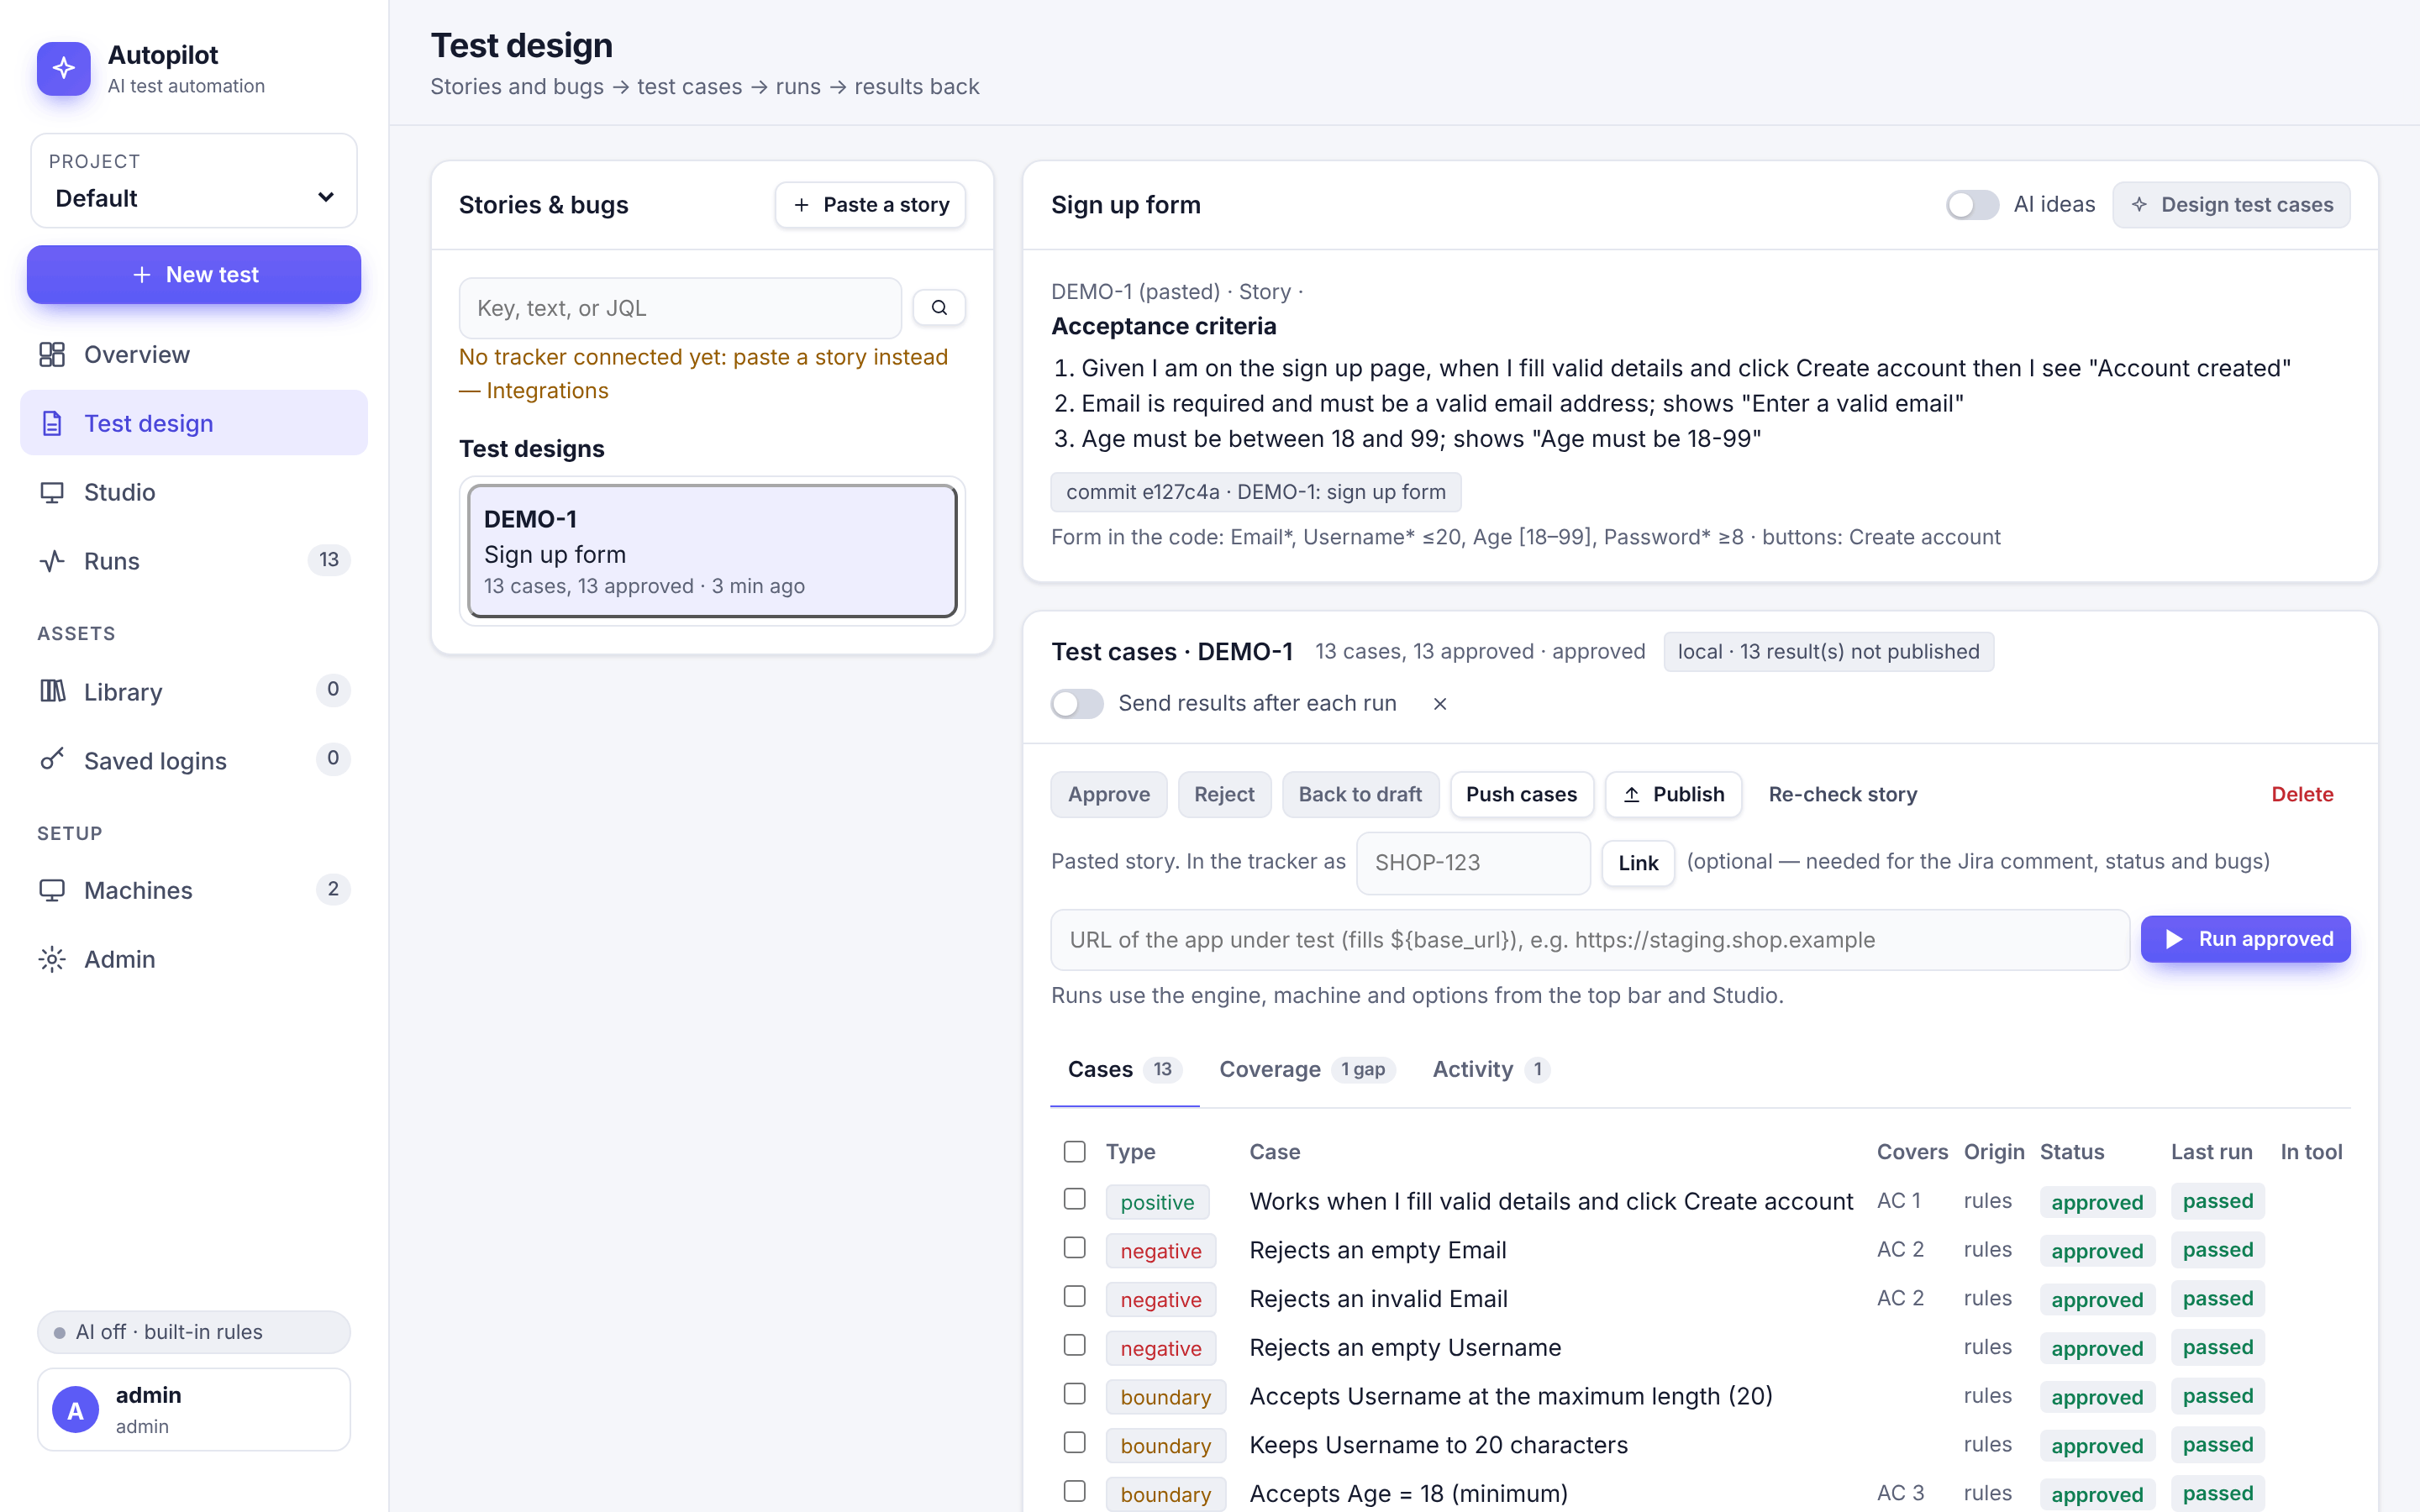 Autopilot
AI test automation
PROJECT
Default
New test
Overview
Test design
Studio
Runs 13
ASSETS
Library 0
Saved logins 0
SETUP
Machines 2
Admin
AI off · built-in rules
A
admin
admin
Test design
Stories and bugs → test cases → runs → results back
Stories & bugs
Paste a story
Key, text, or JQL
No tracker connected yet: paste a story instead
— Integrations
Test designs
DEMO-1
Sign up form
13 cases, 13 approved · 3 min ago
Sign up form
AI ideas
Design test cases
DEMO-1 (pasted) · Story ·
Acceptance criteria
1. Given I am on the sign up page, when I fill valid details and click Create account then I see "Account created"
2. Email is required and must be a valid email address; shows "Enter a valid email"
3. Age must be between 18 and 99; shows "Age must be 18-99"
commit e127c4a · DEMO-1: sign up form
Form in the code: Email*, Username* ≤20, Age [18–99], Password* ≥8 · buttons: Create account
Test cases · DEMO-1 13 cases, 13 approved · approved local · 13 result(s) not published
Send results after each run ×
Approve Reject Back to draft Push cases Publish Re-check story Delete
Pasted story. In the tracker as SHOP-123 Link (optional — needed for the Jira comment, status and bugs)
URL of the app under test (fills ${base_url}), e.g. https://staging.shop.example Run approved
Runs use the engine, machine and options from the top bar and Studio.
Cases 13 Coverage 1 gap Activity 1
Type Case Covers Origin Status Last run In tool
positive Works when I fill valid details and click Create account AC 1 rules approved passed
negative Rejects an empty Email AC 2 rules approved passed
negative Rejects an invalid Email AC 2 rules approved passed
negative Rejects an empty Username rules approved passed
boundary Accepts Username at the maximum length (20) rules approved passed
boundary Keeps Username to 20 characters rules approved passed
boundary Accepts Age = 18 (minimum) AC 3 rules approved passed